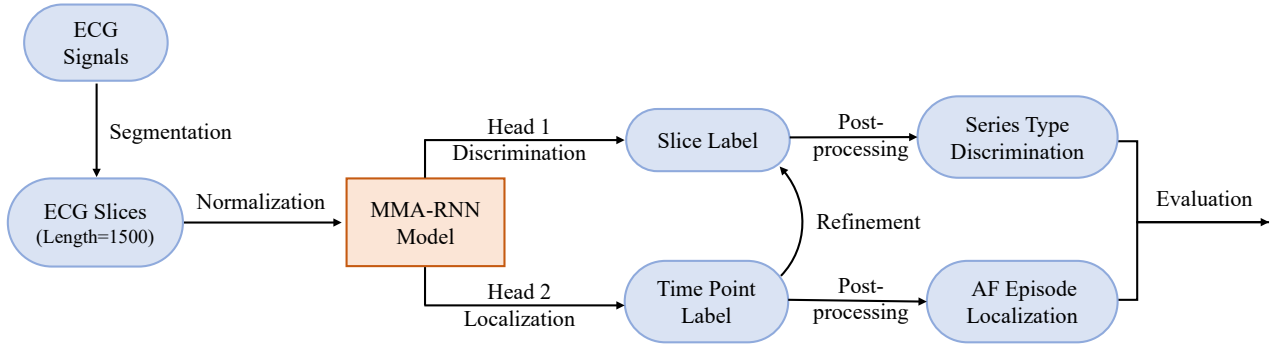 ECG
Signals
Segmentation
ECG Slices
(Length=1500)
Normalization
MMA-RNN
Model
Head 1
Discrimination
Slice Label
Post-
processing
Series Type
Discrimination
Refinement
Evaluation
Head 2
Localization
Time Point
Label
Post-
processing
AF Episode
Localization